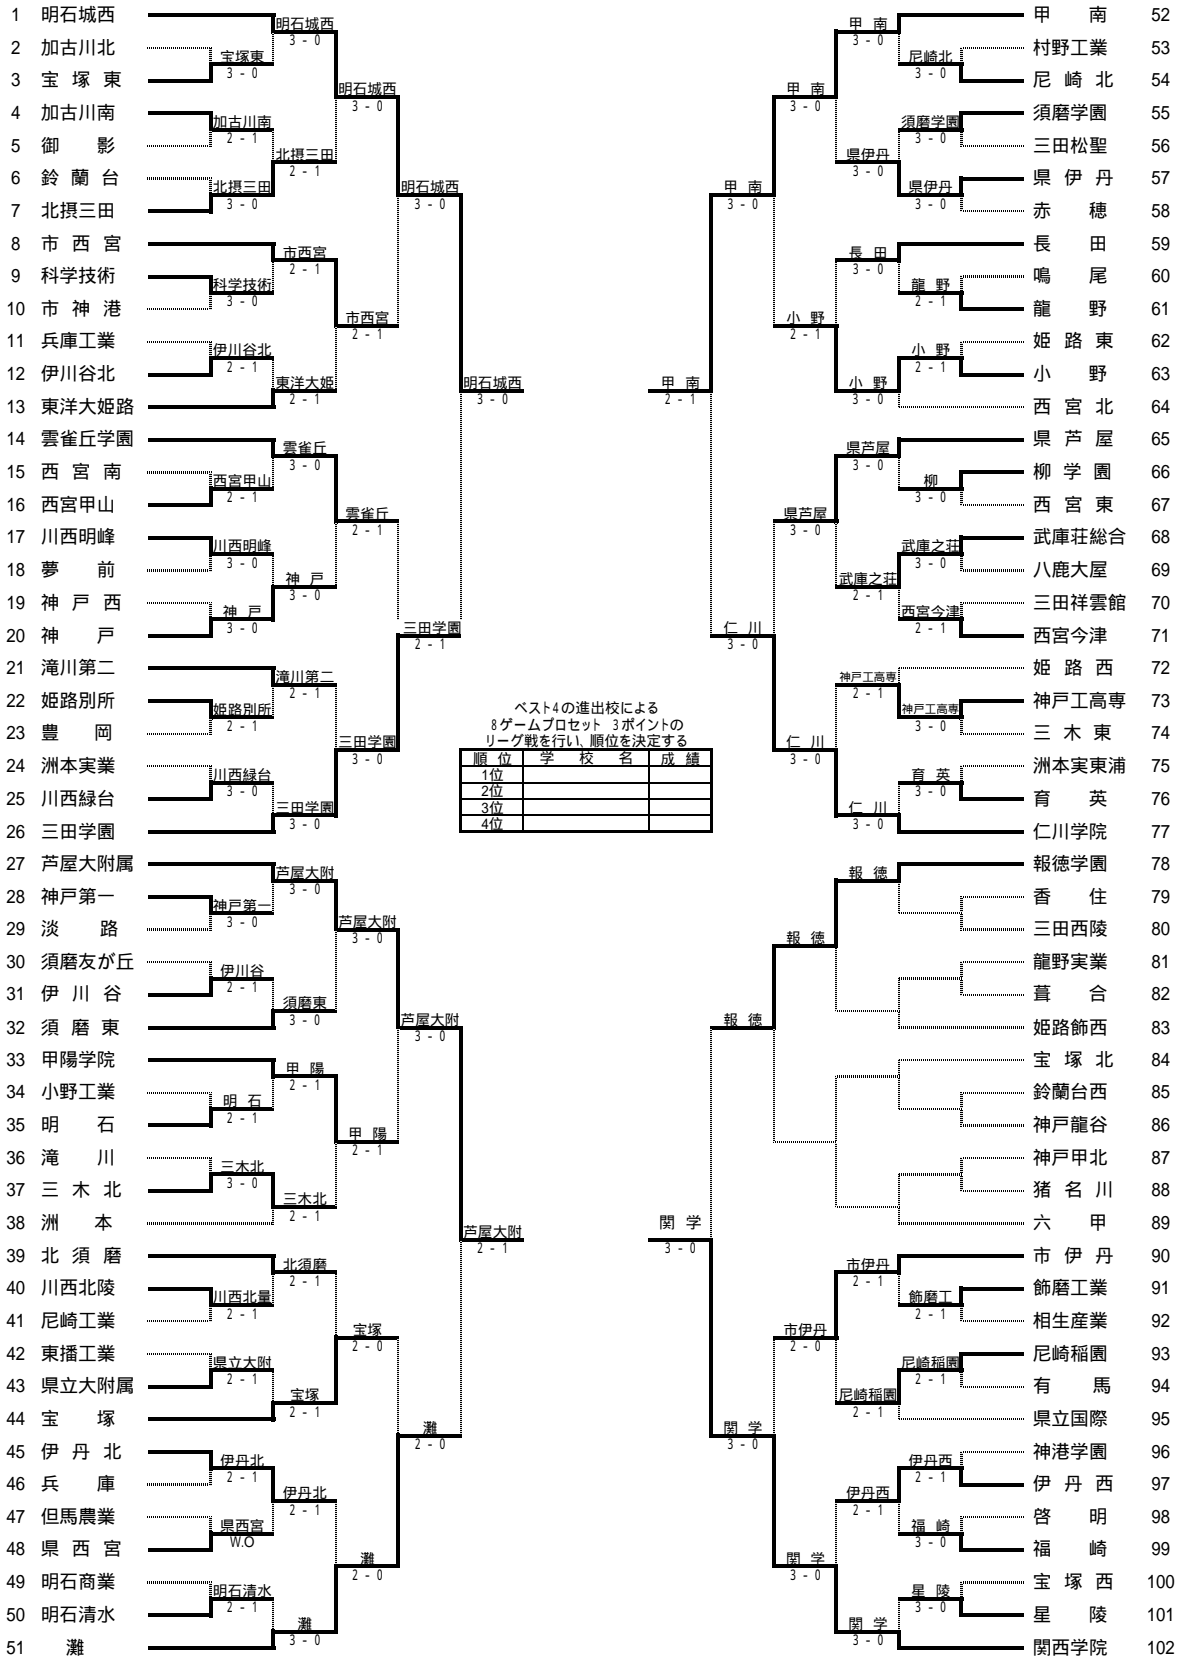 1 明石城西
2 加古川北
3 宝塚東
4 加古川南
5 御影
6 鈴蘭台
7 北摂三田
8 市西宮
9 科学技術
10 市神港
11 兵庫工業
12 伊川谷北
13 東洋大姫路
14 雲雀丘学園
15 西宮南
16 西宮甲山
17 川西明峰
18 夢前
19 神戸西
20 神戸
21 滝川第二
22 姫路別所
23 豊岡
24 洲本実業
25 川西緑台
26 三田学園
27 芦屋大附属
28 神戸第一
29 淡路
30 須磨友が丘
31 伊川谷
32 須磨東
33 甲陽学院
34 小野工業
35 明石
36 滝川
37 三木北
38 洲本
39 北須磨
40 川西北陵
41 尼崎工業
42 東播工業
43 県立大附属
44 宝塚
45 伊丹北
46 兵庫
47 但馬農業
48 県西宮
49 明石商業
50 明石清水
51 灘
宝塚東
3 - 0
加古川南
2 - 1
北摂三田
3 - 0
科学技術
3 - 0
伊川谷北
2 - 1
西宮甲山
2 - 1
川西明峰
3 - 0
神戸
3 - 0
姫路別所
2 - 1
川西緑台
3 - 0
神戸第一
3 - 0
伊川谷
2 - 1
明石
2 - 1
三木北
3 - 0
川西北量
2 - 1
県立大附
2 - 1
伊丹北
2 - 1
県西宮
W.O
明石清水
2 - 1
明石城西
3 - 0
北摂三田
2 - 1
市西宮
2 - 1
東洋大姫
2 - 1
雲雀丘
3 - 0
神戸
3 - 0
滝川第二
2 - 1
三田学園
3 - 0
芦屋大附
3 - 0
須磨東
3 - 0
甲陽
2 - 1
三木北
2 - 1
北須磨
2 - 1
宝塚
2 - 1
伊丹北
2 - 1
灘
3 - 0
明石城西
3 - 0
市西宮
2 - 1
雲雀丘
2 - 1
三田学園
3 - 0
芦屋大附
3 - 0
甲陽
2 - 1
宝塚
2 - 0
灘
2 - 0
明石城西
3 - 0
三田学園
2 - 1
芦屋大附
3 - 0
灘
2 - 0
明石城西
3 - 0
芦屋大附
2 - 1
ベスト4の進出校による
8ゲームプロセット 3ポイントの
リーグ戦を行い、順位を決定する
順位 学校名 成績
1位
2位
3位
4位
甲南
2 - 1
関学
3 - 0
甲南
3 - 0
仁川
3 - 0
報徳
関学
3 - 0
甲南
3 - 0
小野
2 - 1
県芦屋
3 - 0
仁川
3 - 0
報徳
市伊丹
2 - 0
関学
3 - 0
甲南
3 - 0
県伊丹
3 - 0
長田
3 - 0
小野
3 - 0
県芦屋
3 - 0
武庫之荘
2 - 1
神戸工高専
2 - 1
仁川
3 - 0
報徳
市伊丹
2 - 1
尼崎稲園
2 - 1
伊丹西
2 - 1
関学
3 - 0
尼崎北
3 - 0
須磨学園
3 - 0
県伊丹
3 - 0
龍野
2 - 1
小野
2 - 1
柳
3 - 0
武庫之荘
3 - 0
西宮今津
2 - 1
神戸工高専
3 - 0
育英
3 - 0
飾磨工
2 - 1
尼崎稲園
2 - 1
伊丹西
2 - 1
福崎
3 - 0
星陵
3 - 0
甲南 52
村野工業 53
尼崎北 54
須磨学園 55
三田松聖 56
県伊丹 57
赤穂 58
長田 59
鳴尾 60
龍野 61
姫路東 62
小野 63
西宮北 64
県芦屋 65
柳学園 66
西宮東 67
武庫荘総合 68
八鹿大屋 69
三田祥雲館 70
西宮今津 71
姫路西 72
神戸工高専 73
三木東 74
洲本実東浦 75
育英 76
仁川学院 77
報徳学園 78
香住 79
三田西陵 80
龍野実業 81
葺合 82
姫路飾西 83
宝塚北 84
鈴蘭台西 85
神戸龍谷 86
神戸甲北 87
猪名川 88
六甲 89
市伊丹 90
飾磨工業 91
相生産業 92
尼崎稲園 93
有馬 94
県立国際 95
神港学園 96
伊丹西 97
啓明 98
福崎 99
宝塚西 100
星陵 101
関西学院 102